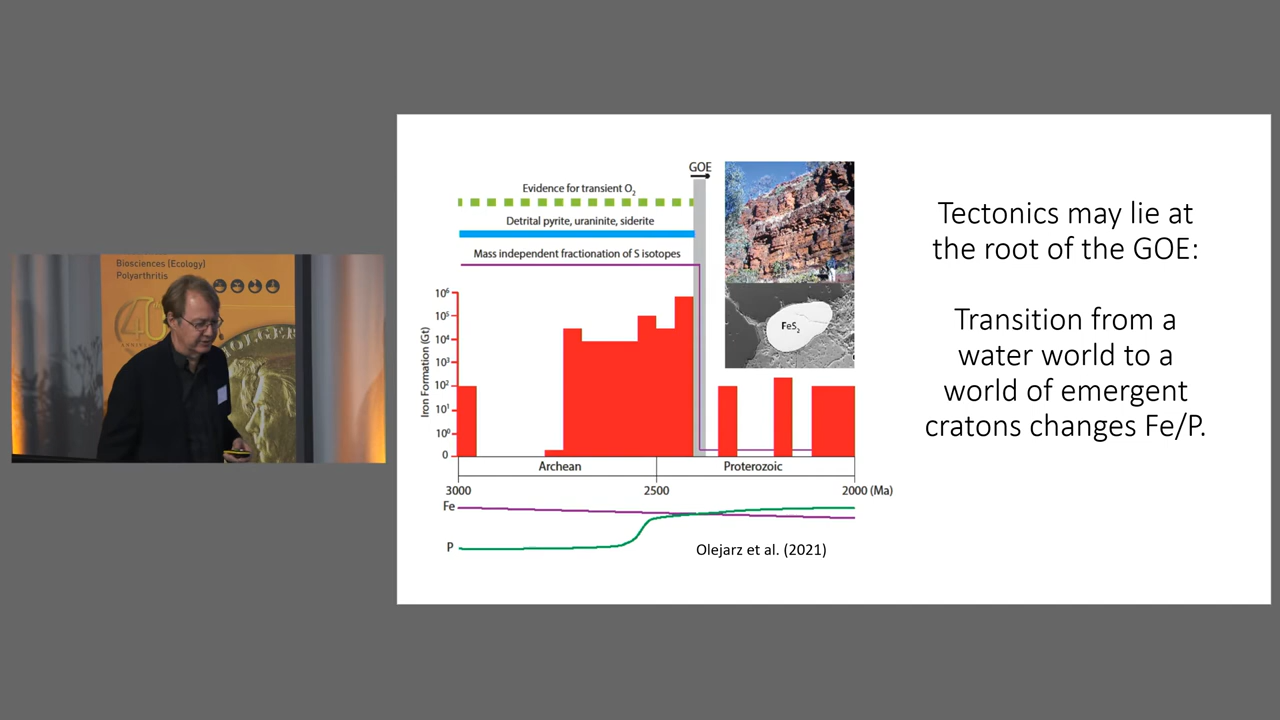 Biosciences (Ecology)
Polyarthritis
40
GOE
Evidence for transient O₂
Detrital pyrite, uraninite, siderite
Mass independent fractionation of S isotopes
Iron Formation (Gt)
10⁶
10⁵
10⁴
10³
10²
10¹
10⁰
0
FeS₂
Archean
Proterozoic
3000
2500
2000 (Ma)
Fe
P
Olejarz et al. (2021)
Tectonics may lie at
the root of the GOE:
Transition from a
water world to a
world of emergent
cratons changes Fe/P.